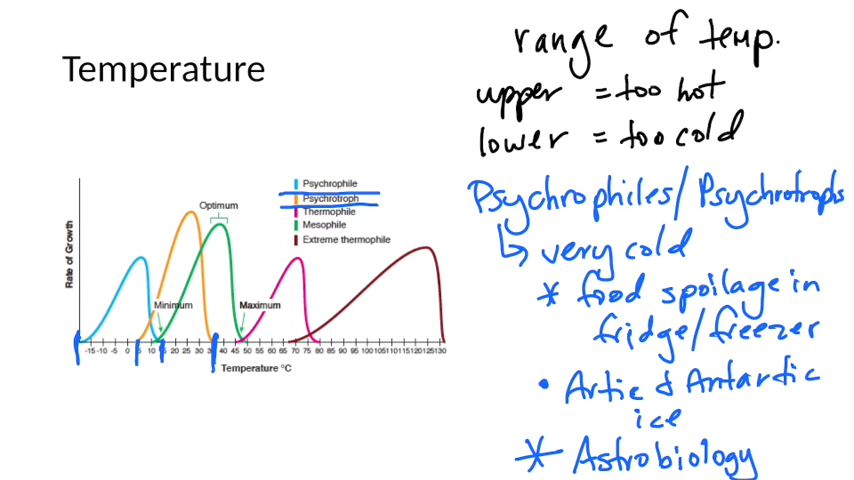 Temperature
range of temp.
upper = too hot
lower = too cold
Psychrophiles/Psychrotrophs
↳ very cold
* food spoilage in
fridge/freezer
• Artic & Antartic
ice
* Astrobiology
Psychrophile
Psychrotroph
Thermophile
Mesophile
Extreme thermophile
Optimum
Minimum
Maximum
Rate of Growth
-15 -10 -5 0 5 10 15 20 25 30 35 40 45 50 55 60 65 70 75 80 85 90 95 100 105 110 115 120 125 130
Temperature °C